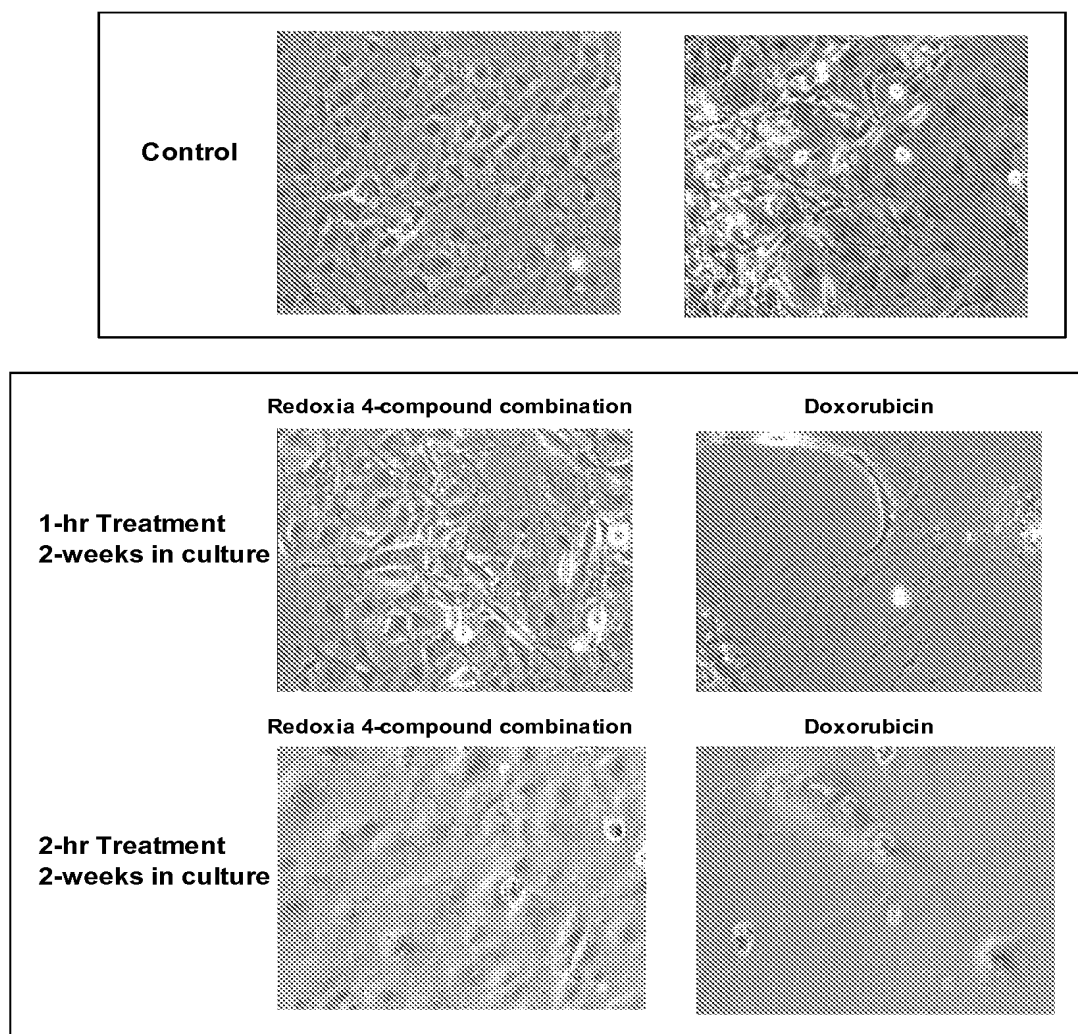 Control
Redoxia 4-compound combination
Doxorubicin
1-hr Treatment
2-weeks in culture
Redoxia 4-compound combination
Doxorubicin
2-hr Treatment
2-weeks in culture